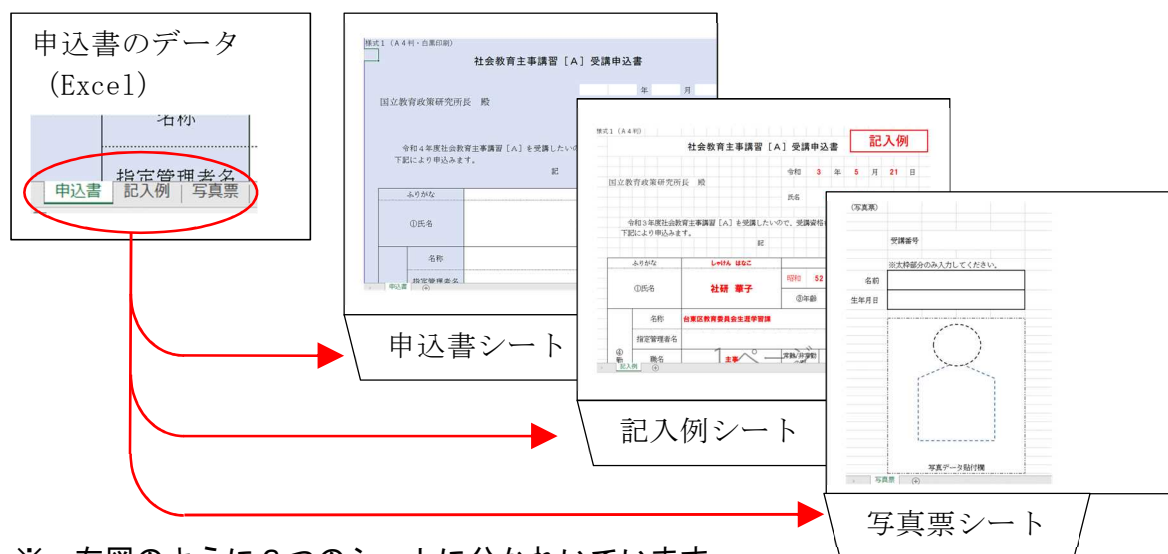 申込書のデータ
(Excel)
名称
指定管理者名
申込書 記入例 写真票
様式1（A4判・白黒印刷）
社会教育主事講習［A］受講申込書
年 月
国立教育政策研究所長 殿
令和４年度社会教育主事講習［A］を受講したいの
下記により申込みます。
記
ふりがな
①氏名
名称
指定管理者名
申込書
申込書シート
様式1（A4判）
記入例
社会教育主事講習［A］受講申込書
令和 3 年 5 月 21 日
国立教育政策研究所長 殿
氏名
令和３年度社会教育主事講習［A］を受講したいので、受講資格
下記により申込みます。
記
ふりがな しゃけん はなこ
①氏名 社研 華子 昭和 52
③年齢
名称 台東区教育委員会生涯学習課
指定管理者名
④
勤
職名 主事 常勤/非常勤
記入例
記入例シート
（写真票）
受講番号
※太枠部分のみ入力してください。
名前
生年月日
写真データ貼付欄
写真票
写真票シート